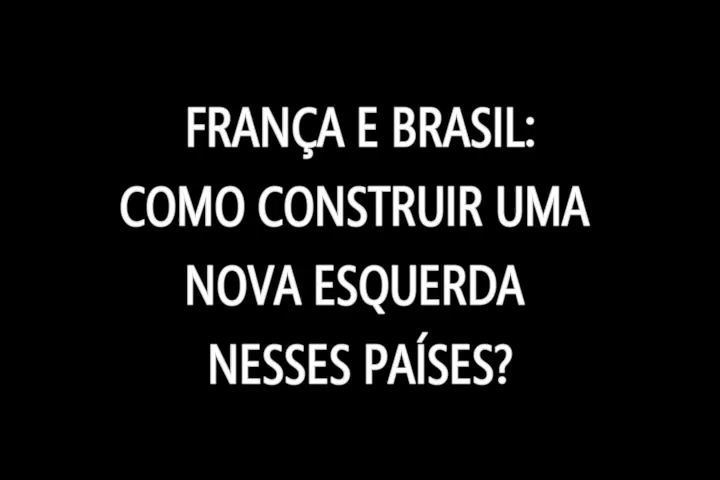 FRANÇA E BRASIL:
COMO CONSTRUIR UMA
NOVA ESQUERDA
NESSES PAÍSES?